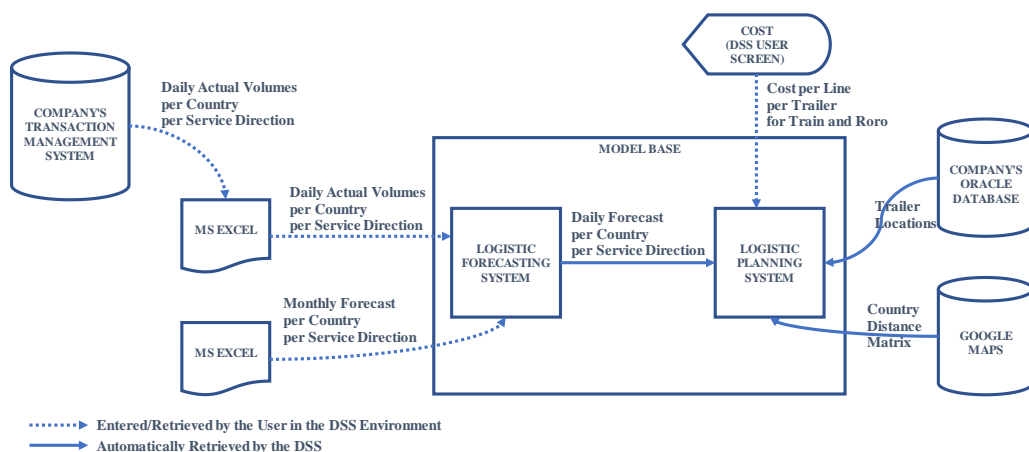 COST
(DSS USER
SCREEN)
COMPANY'S
TRANSACTION
MANAGEMENT
SYSTEM
Daily Actual Volumes
per Country
per Service Direction
Cost per Line
per Trailer
for Train and Roro
MODEL BASE
COMPANY'S
ORACLE
DATABASE
MS EXCEL
Daily Actual Volumes
per Country
per Service Direction
LOGISTIC
FORECASTING
SYSTEM
Daily Forecast
per Country
per Service Direction
LOGISTIC
PLANNING
SYSTEM
Trailer
Locations
MS EXCEL
Monthly Forecast
per Country
per Service Direction
Country
Distance
Matrix
GOOGLE
MAPS
Entered/Retrieved by the User in the DSS Environment
Automatically Retrieved by the DSS